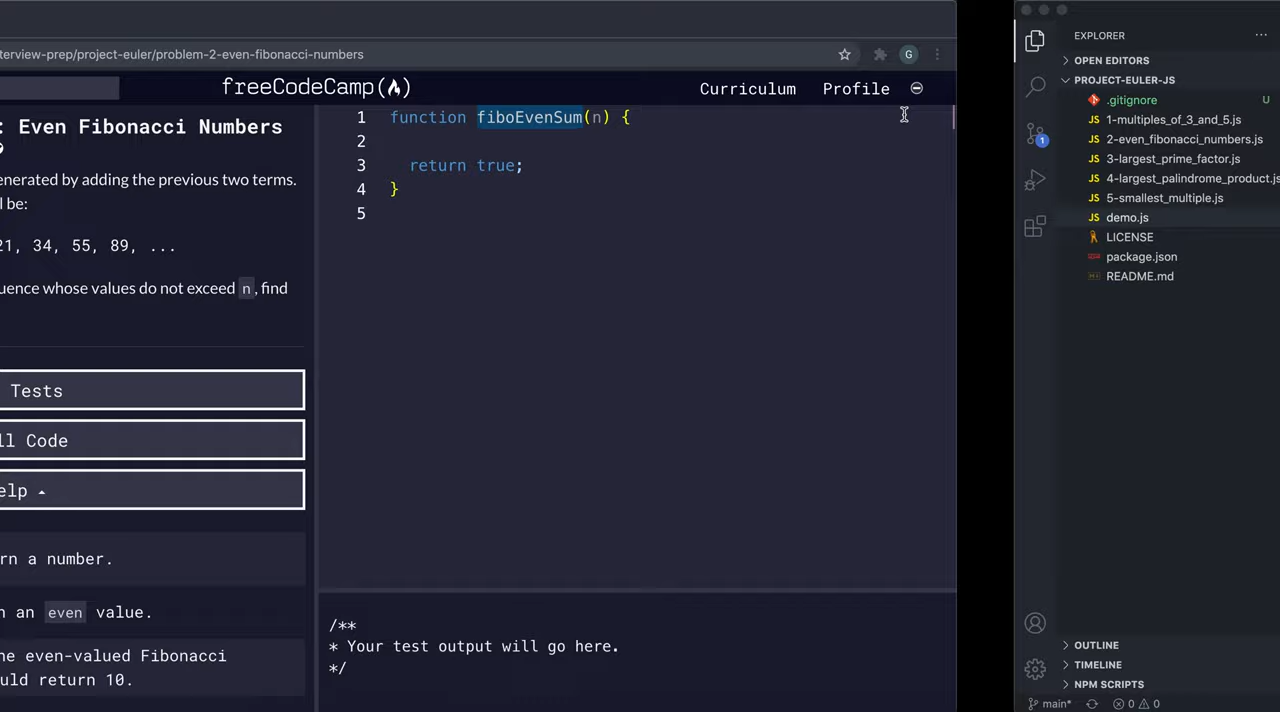 terview-prep/project-euler/problem-2-even-fibonacci-numbers
G
freeCodeCamp
Curriculum
Profile
: Even Fibonacci Numbers
enerated by adding the previous two terms.
l be:
21, 34, 55, 89, ...
uence whose values do not exceed n, find
Tests
ll Code
elp
rn a number.
n an even value.
ne even-valued Fibonacci
uld return 10.
1 function fiboEvenSum(n) {
2
3 return true;
4 }
5
/**
* Your test output will go here.
*/
EXPLORER
OPEN EDITORS
PROJECT-EULER-JS
.gitignore U
JS 1-multiples_of_3_and_5.js
JS 2-even_fibonacci_numbers.js
JS 3-largest_prime_factor.js
JS 4-largest_palindrome_product.js
JS 5-smallest_multiple.js
JS demo.js
LICENSE
package.json
README.md
1
OUTLINE
TIMELINE
NPM SCRIPTS
main* 0 0